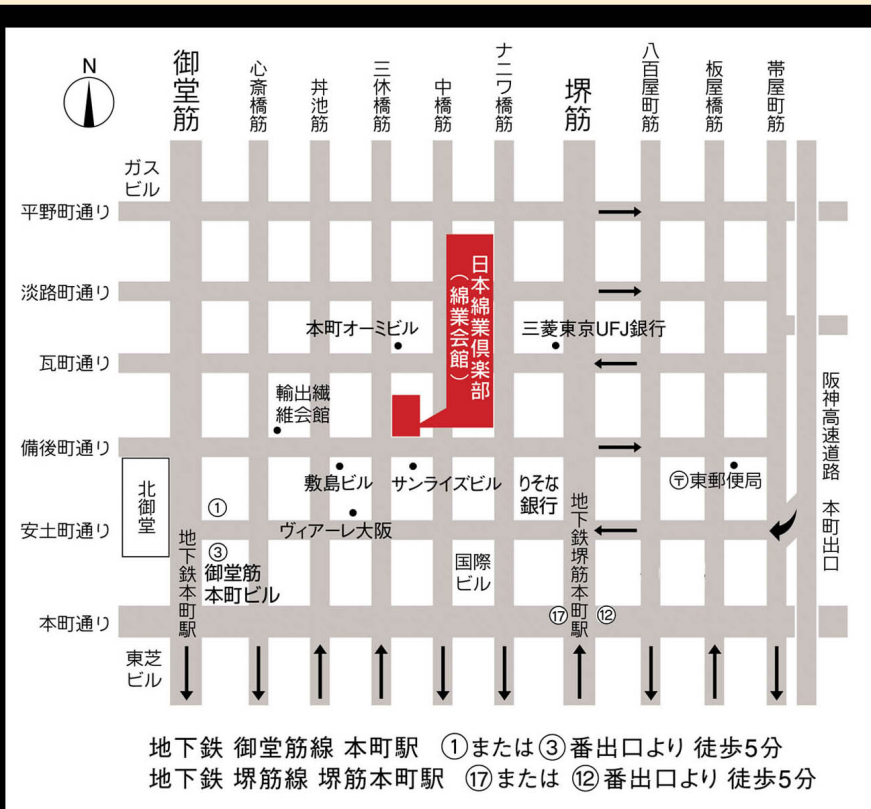 N
御堂筋
心斎橋筋
丼池筋
三休橋筋
中橋筋
ナニワ橋筋
堺筋
八百屋町筋
板屋橋筋
帯屋町筋
ガス
ビル
平野町通り
淡路町通り
日本綿業倶楽部
（綿業会館）
本町オーミビル
三菱東京UFJ銀行
瓦町通り
輸出繊
維会館
阪神高速道路 本町出口
備後町通り
北御堂
敷島ビル
サンライズビル
りそな
銀行
〒東郵便局
①
ヴィアーレ大阪
安土町通り
地下鉄本町駅
③
御堂筋
本町ビル
国際
ビル
地下鉄堺筋本町駅
⑰
⑫
本町通り
東芝
ビル
地下鉄 御堂筋線 本町駅 ①または③番出口より 徒歩5分
地下鉄 堺筋線 堺筋本町駅 ⑰または ⑫番出口より 徒歩5分